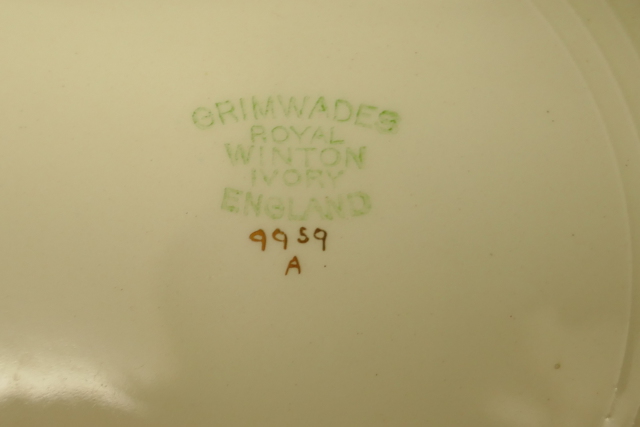 GRIMWADES
ROYAL
WINTON
IVORY
ENGLAND
9959
A